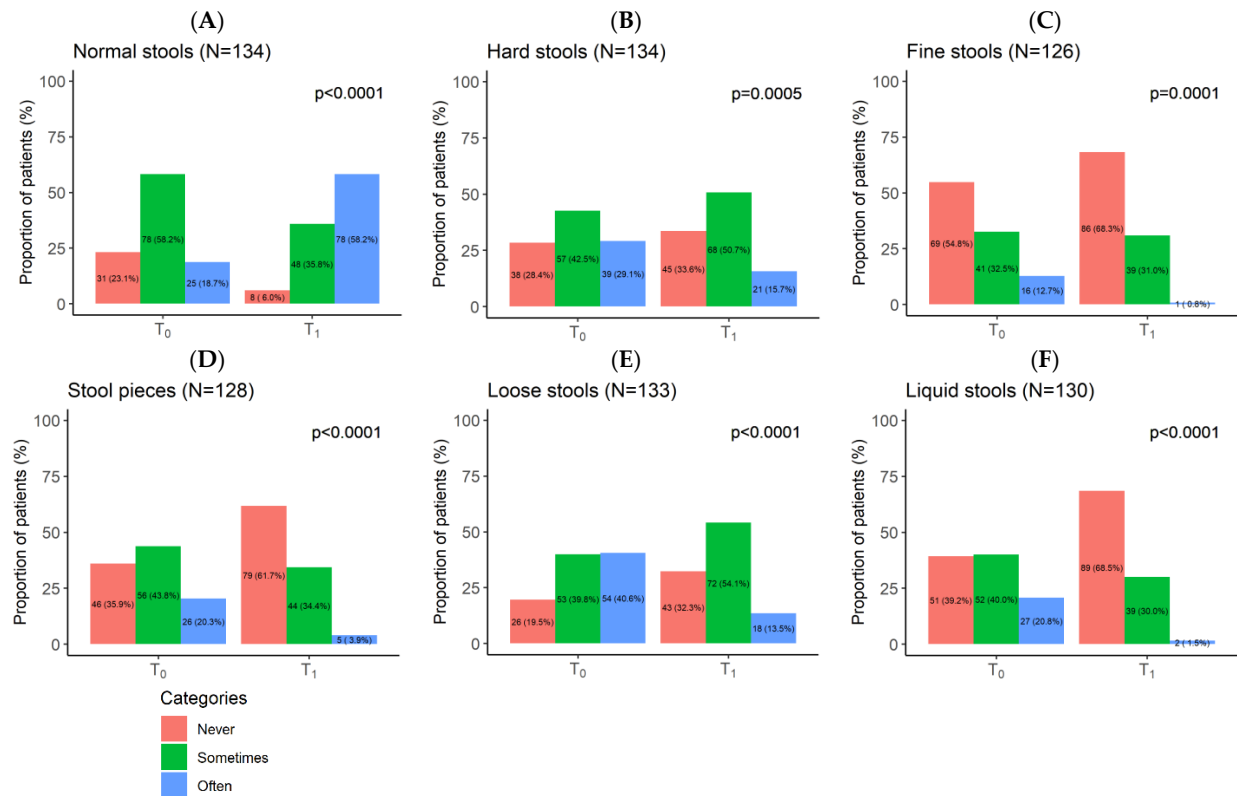 (A)
Normal stools (N=134)
Proportion of patients (%)
100
75
50
25
0
p<0.0001
31 (23.1%)
78 (58.2%)
25 (18.7%)
8 ( 6.0%)
48 (35.8%)
78 (58.2%)
T0
T1
(B)
Hard stools (N=134)
Proportion of patients (%)
100
75
50
25
0
p=0.0005
38 (28.4%)
57 (42.5%)
39 (29.1%)
45 (33.6%)
68 (50.7%)
21 (15.7%)
T0
T1
(C)
Fine stools (N=126)
Proportion of patients (%)
100
75
50
25
0
p=0.0001
69 (54.8%)
41 (32.5%)
16 (12.7%)
86 (68.3%)
39 (31.0%)
1 ( 0.8%)
T0
T1
(D)
Stool pieces (N=128)
Proportion of patients (%)
100
75
50
25
0
p<0.0001
46 (35.9%)
56 (43.8%)
26 (20.3%)
79 (61.7%)
44 (34.4%)
5 ( 3.9%)
T0
T1
(E)
Loose stools (N=133)
Proportion of patients (%)
100
75
50
25
0
p<0.0001
26 (19.5%)
53 (39.8%)
54 (40.6%)
43 (32.3%)
72 (54.1%)
18 (13.5%)
T0
T1
(F)
Liquid stools (N=130)
Proportion of patients (%)
100
75
50
25
0
p<0.0001
51 (39.2%)
52 (40.0%)
27 (20.8%)
89 (68.5%)
39 (30.0%)
2 ( 1.5%)
T0
T1
Categories
Never
Sometimes
Often